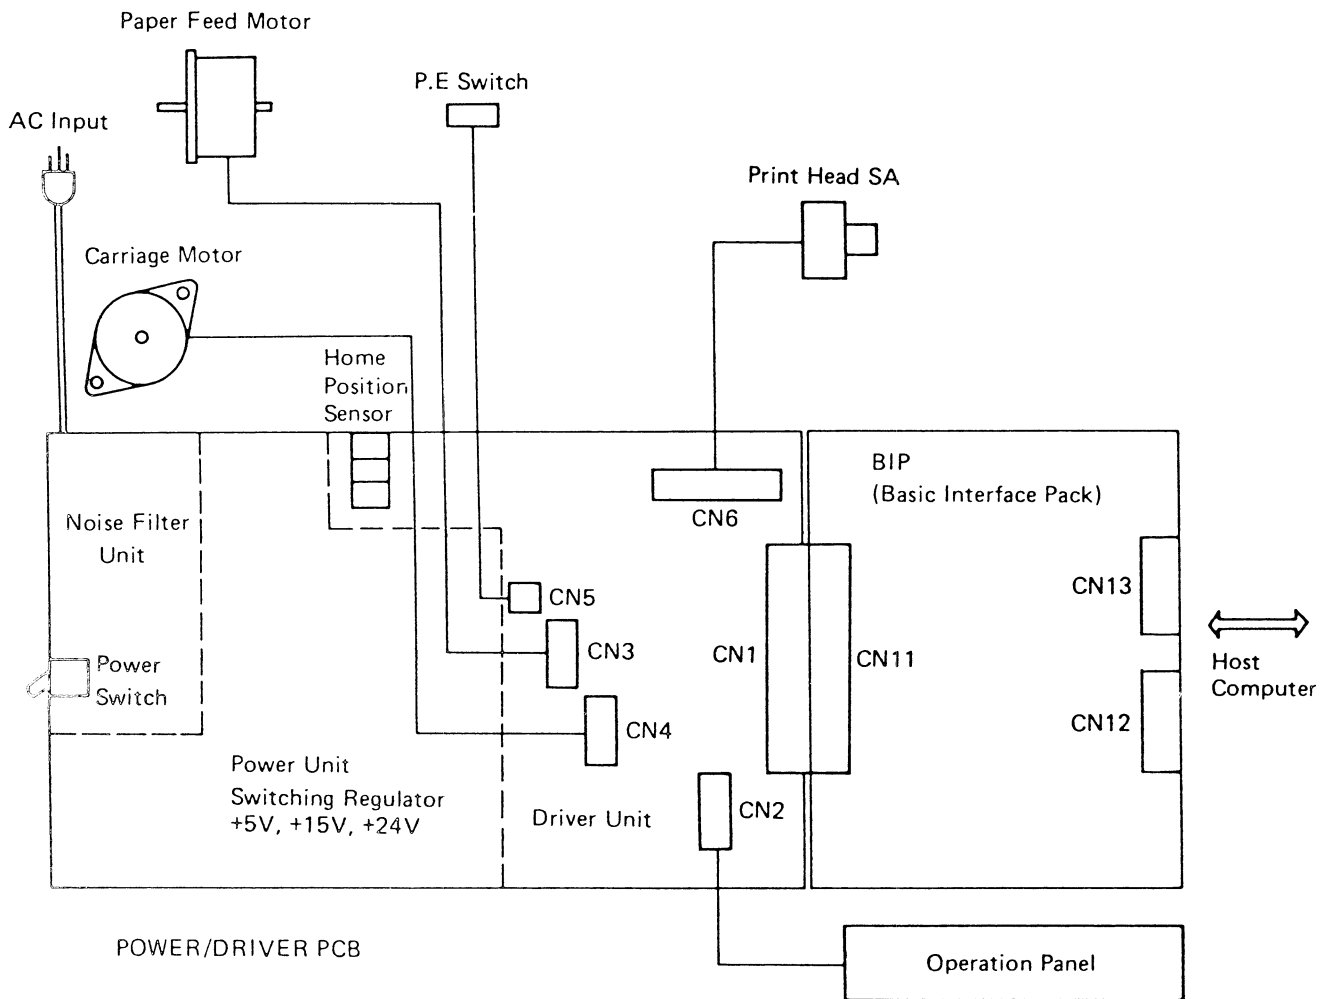 Paper Feed Motor
P.E Switch
AC Input
Print Head SA
Carriage Motor
Home
Position
Sensor
BIP
(Basic Interface Pack)
CN6
Noise Filter
Unit
CN5
CN13
CN3
CN1
CN11
Host
Computer
Power
Switch
CN4
CN12
Power Unit
Switching Regulator
+5V, +15V, +24V
Driver Unit
CN2
POWER/DRIVER PCB
Operation Panel